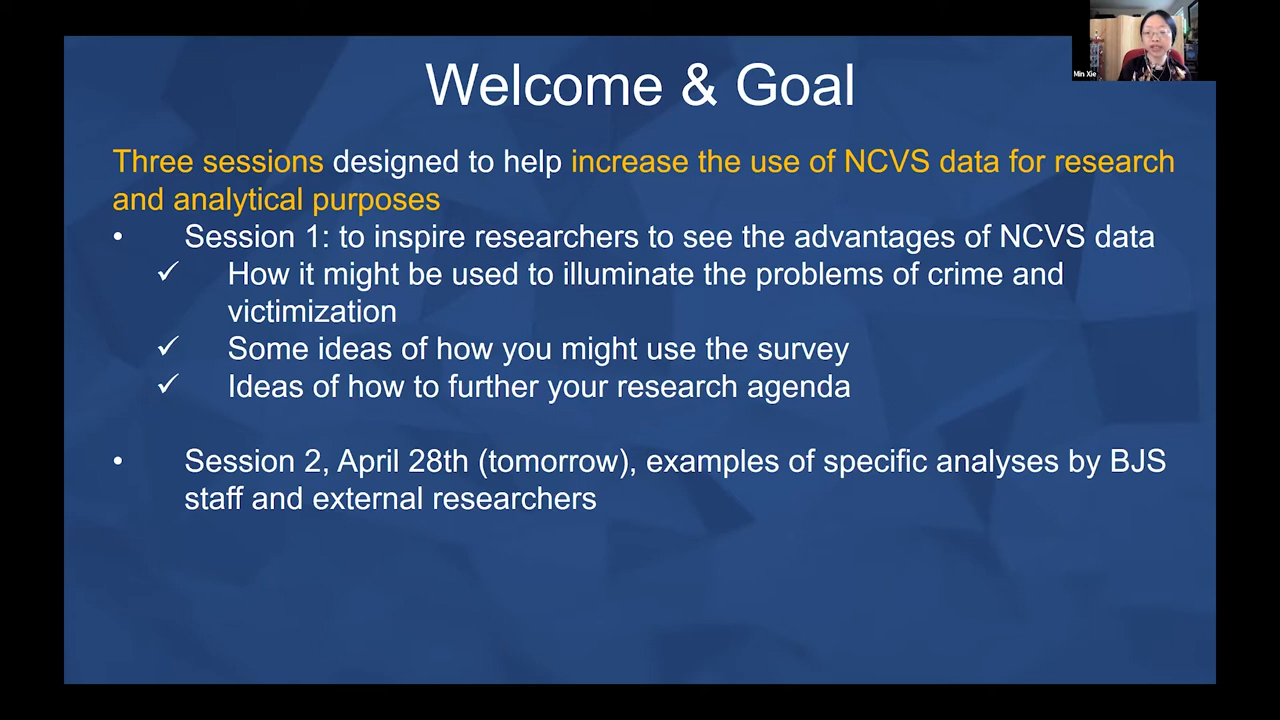 Welcome & Goal
Min Xie
Three sessions designed to help increase the use of NCVS data for research
and analytical purposes
• Session 1: to inspire researchers to see the advantages of NCVS data
✓ How it might be used to illuminate the problems of crime and
victimization
✓ Some ideas of how you might use the survey
✓ Ideas of how to further your research agenda
• Session 2, April 28th (tomorrow), examples of specific analyses by BJS
staff and external researchers